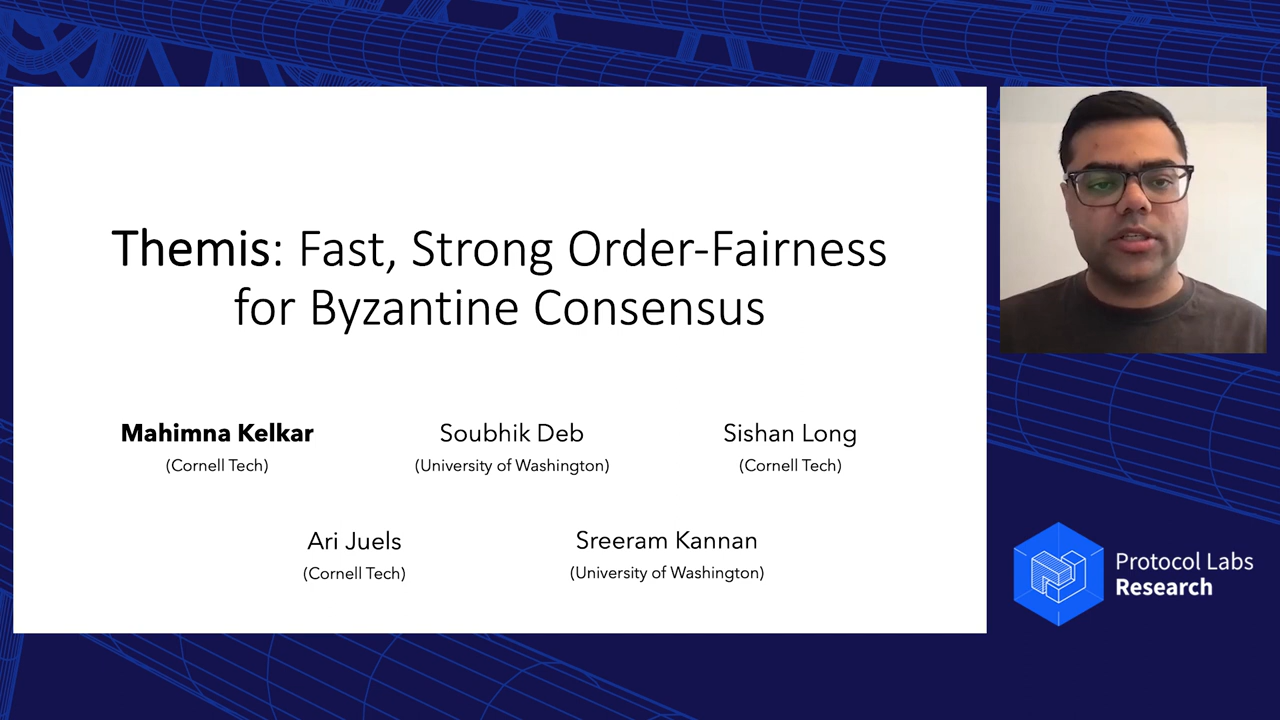 Themis: Fast, Strong Order-Fairness
for Byzantine Consensus
Mahimna Kelkar
(Cornell Tech)
Soubhik Deb
(University of Washington)
Sishan Long
(Cornell Tech)
Ari Juels
(Cornell Tech)
Sreeram Kannan
(University of Washington)
Protocol Labs
Research